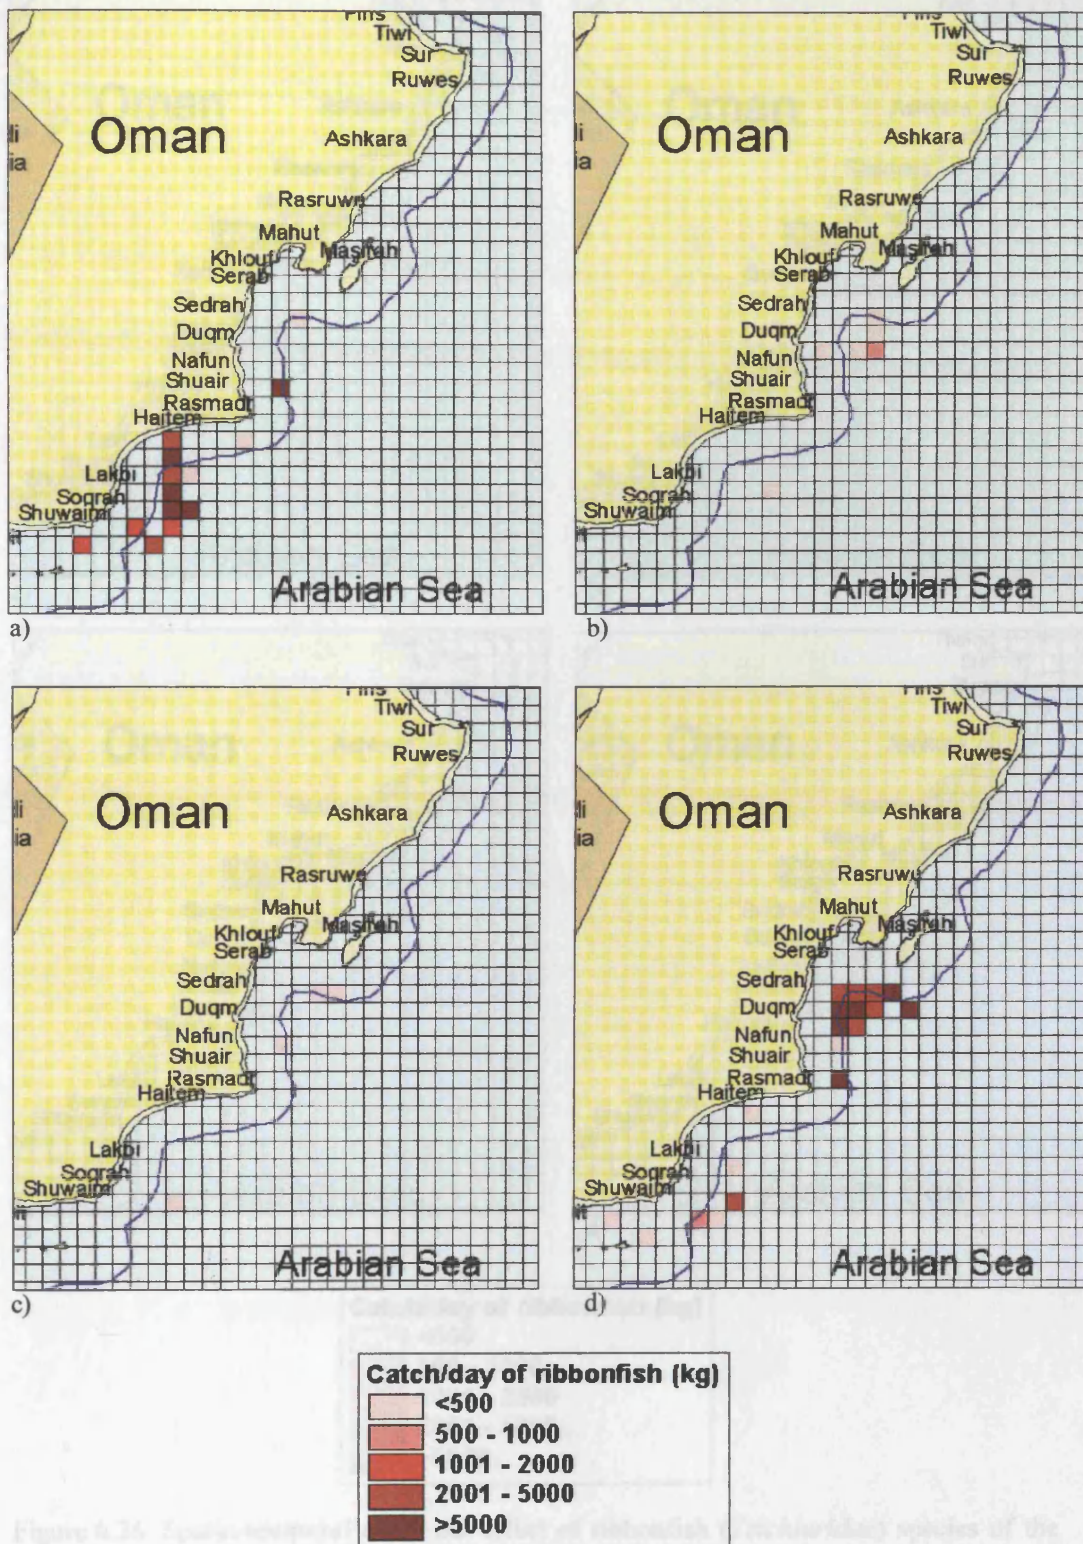 Tiwi
Sur
Ruwes
Oman
Ashkara
Rasruwe
Mahut
Masirah
Khlouf
Serab
Sedrah
Duqm
Nafun
Shuair
Rasmadr
Haitem
Lakbi
Soqrah
Shuwaimi
Arabian Sea
a)
Tiwi
Sur
Ruwes
Oman
Ashkara
Rasruwe
Mahut
Masirah
Khlouf
Serab
Sedrah
Duqm
Nafun
Shuair
Rasmadr
Haitem
Lakbi
Soqrah
Shuwaimi
Arabian Sea
b)
Tiwi
Sur
Ruwes
Oman
Ashkara
Rasruwe
Mahut
Masirah
Khlouf
Serab
Sedrah
Duqm
Nafun
Shuair
Rasmadr
Haitem
Lakbi
Soqrah
Shuwaimi
Arabian Sea
c)
Tiwi
Sur
Ruwes
Oman
Ashkara
Rasruwe
Mahut
Masirah
Khlouf
Serab
Sedrah
Duqm
Nafun
Shuair
Rasmadr
Haitem
Lakbi
Soqrah
Shuwaimi
Arabian Sea
d)
Catch/day of ribbonfish (kg)
<500
500 - 1000
1001 - 2000
2001 - 5000
>5000